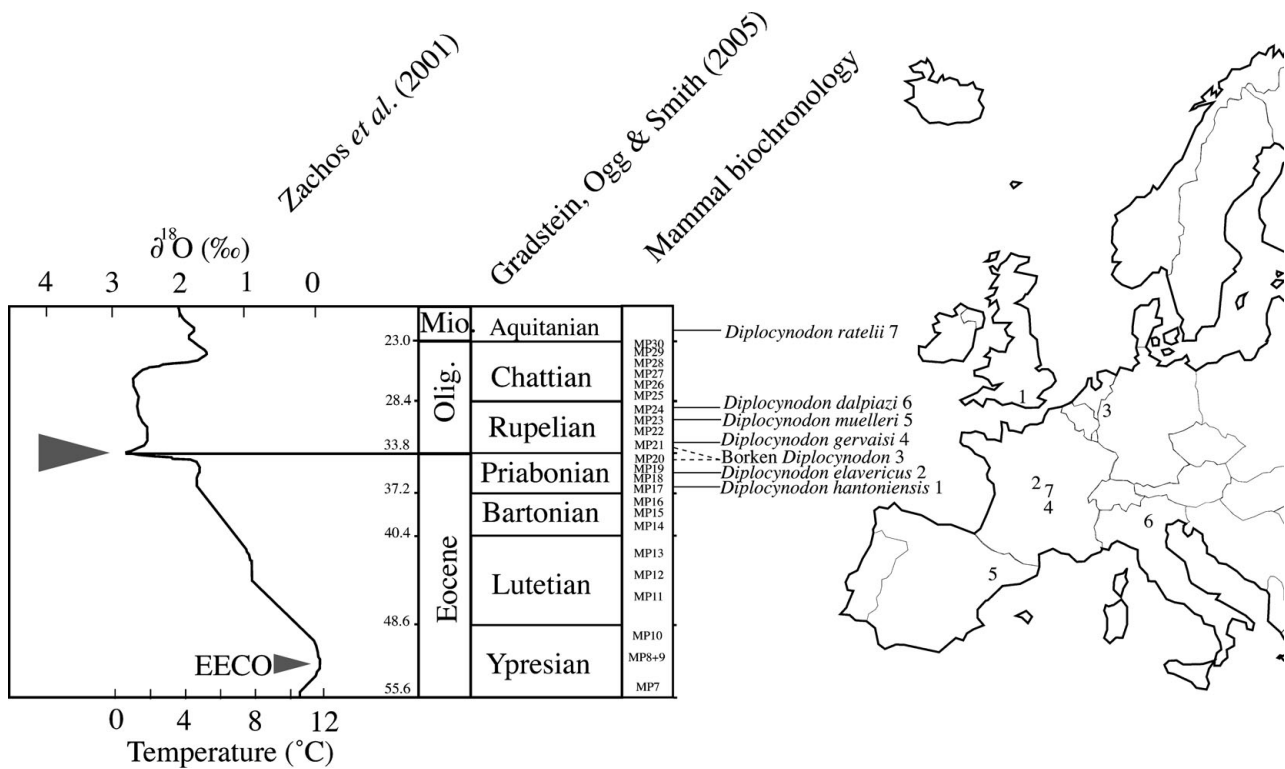 Zachos et al. (2001)
Gradstein, Ogg & Smith (2005)
Mammal biochronology
∂18O (‰)
4 3 2 1 0
Mio.
Olig.
Eocene
Aquitanian
Chattian
Rupelian
Priabonian
Bartonian
Lutetian
Ypresian
23.0
28.4
33.8
37.2
40.4
48.6
55.6
MP30
MP29
MP28
MP27
MP26
MP25
MP24
MP23
MP22
MP21
MP20
MP19
MP18
MP17
MP16
MP15
MP14
MP13
MP12
MP11
MP10
MP8+9
MP7
Diplocynodon ratelii 7
Diplocynodon dalpiazi 6
Diplocynodon muelleri 5
Diplocynodon gervaisi 4
Borken Diplocynodon 3
Diplocynodon elavericus 2
Diplocynodon hantoniensis 1
EECO
0 4 8 12
Temperature (˚C)
1
3
2
7
4
6
5